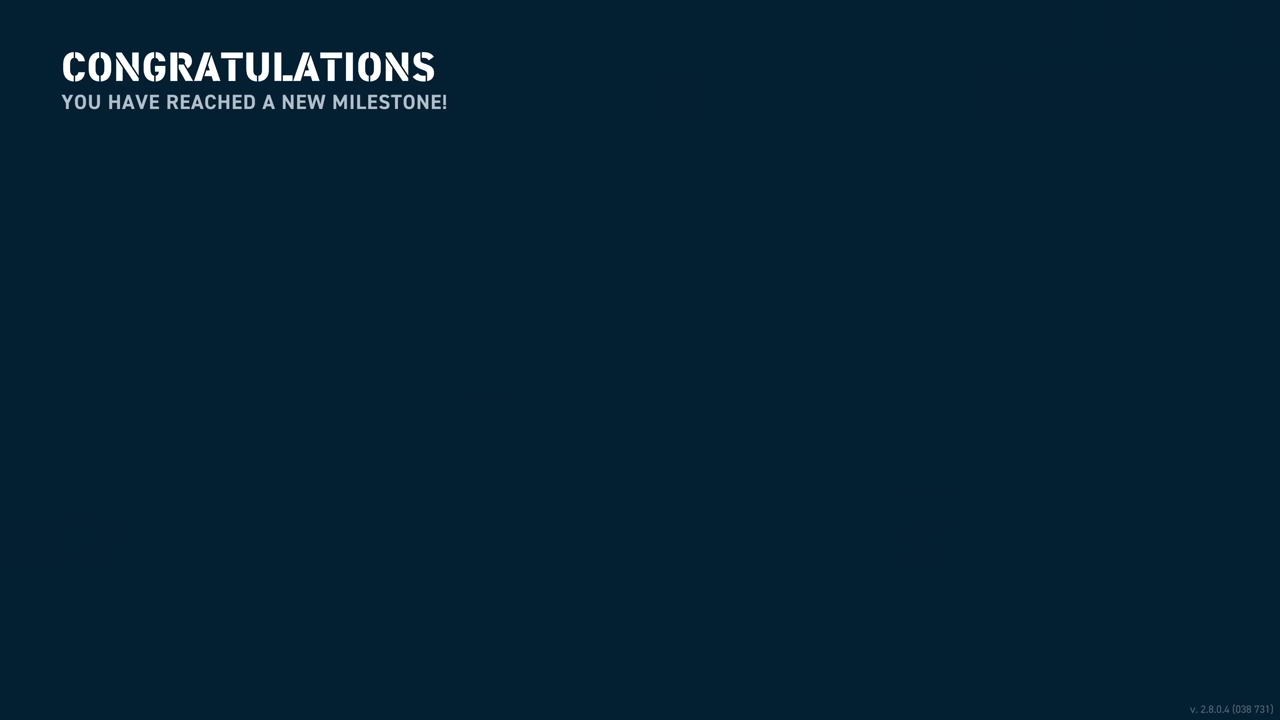 CONGRATULATIONS
YOU HAVE REACHED A NEW MILESTONE!
v. 2.8.0.4 (038 731)